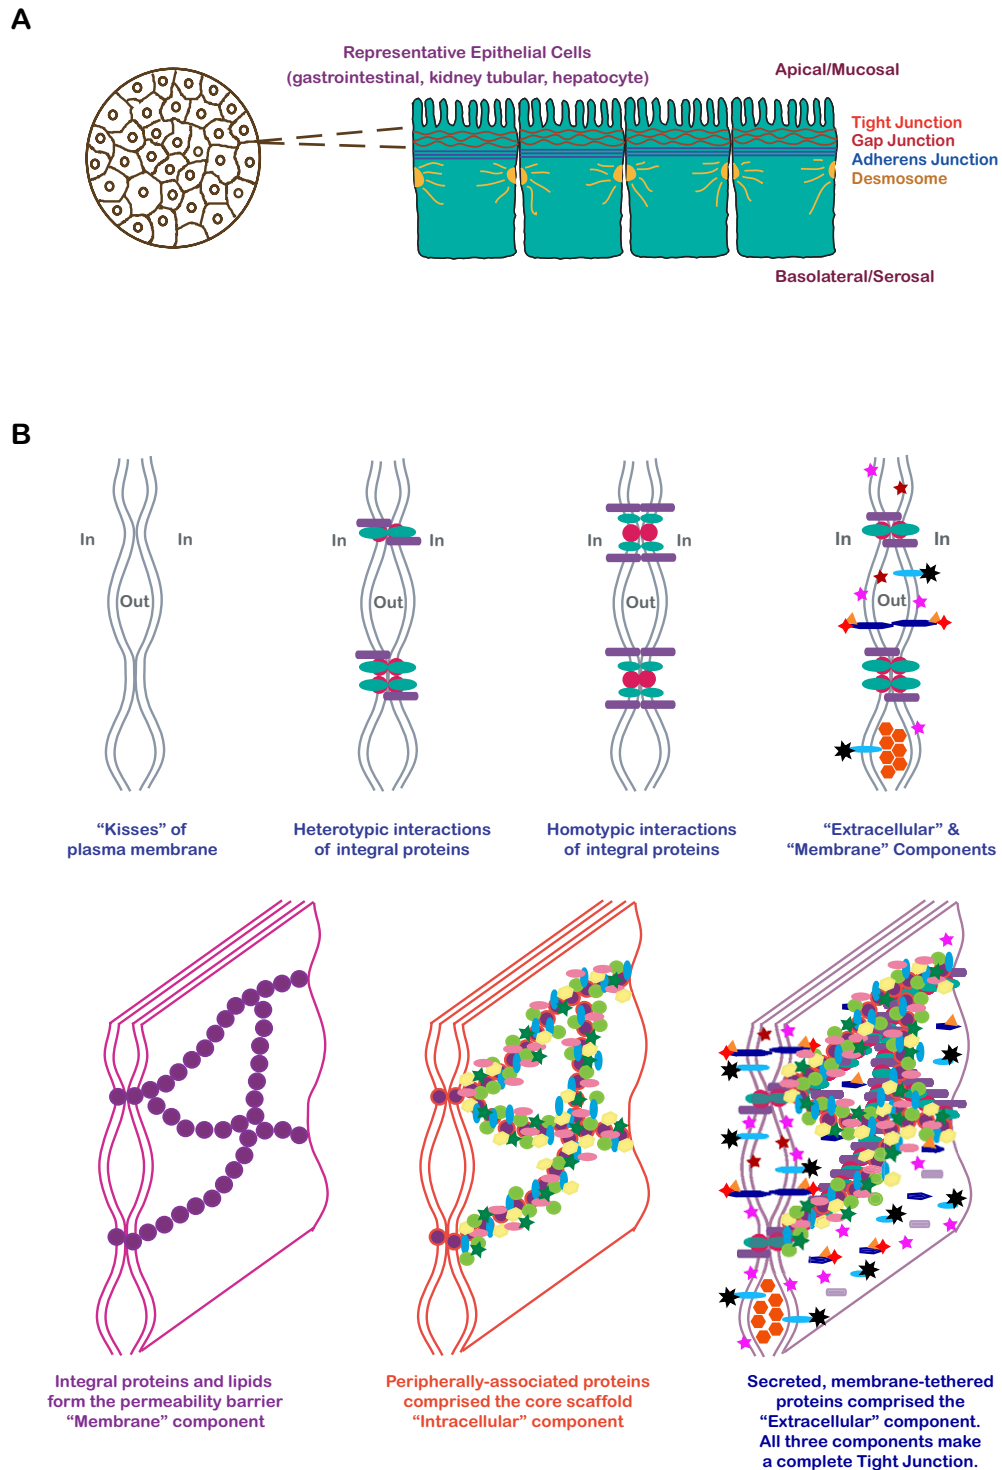 A
Representative Epithelial Cells
(gastrointestinal, kidney tubular, hepatocyte)
Apical/Mucosal
Tight Junction
Gap Junction
Adherens Junction
Desmosome
Basolateral/Serosal
B
In
In
Out
In
In
Out
In
In
Out
In
In
Out
“Kisses” of
plasma membrane
Heterotypic interactions
of integral proteins
Homotypic interactions
of integral proteins
“Extracellular” &
“Membrane” Components
Integral proteins and lipids
form the permeability barrier
“Membrane” component
Peripherally-associated proteins
comprised the core scaffold
“Intracellular” component
Secreted, membrane-tethered
proteins comprised the
“Extracellular” component.
All three components make
a complete Tight Junction.